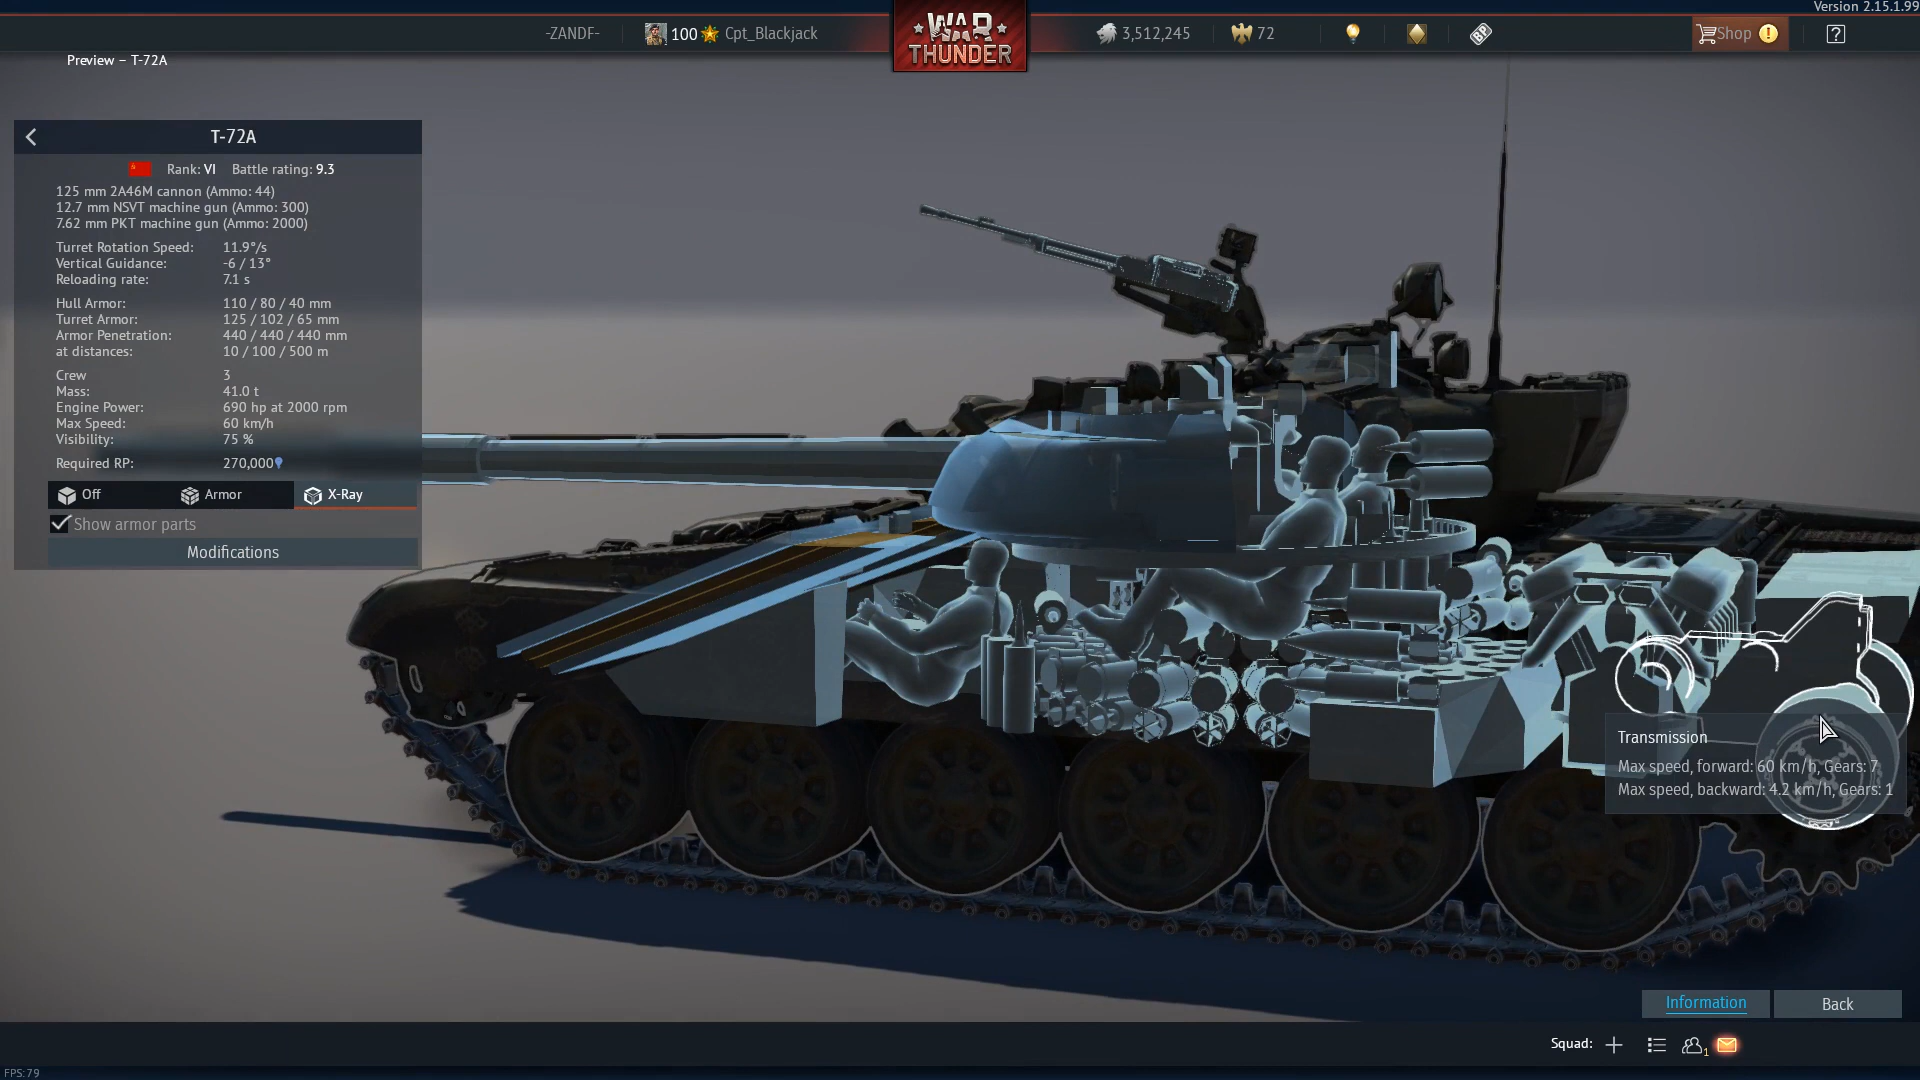 Version 2.15.1.99
-ZANDF-
100 Cpt_Blackjack
WAR THUNDER
3,512,245
72
BP
Shop !
?
Preview – T-72A
T-72A
Rank: VI Battle rating: 9.3
125 mm 2A46M cannon (Ammo: 44)
12.7 mm NSVT machine gun (Ammo: 300)
7.62 mm PKT machine gun (Ammo: 2000)
Turret Rotation Speed: 11.9°/s
Vertical Guidance: -6 / 13°
Reloading rate: 7.1 s
Hull Armor: 110 / 80 / 40 mm
Turret Armor: 125 / 102 / 65 mm
Armor Penetration: 440 / 440 / 440 mm
at distances: 10 / 100 / 500 m
Crew 3
Mass: 41.0 t
Engine Power: 690 hp at 2000 rpm
Max Speed: 60 km/h
Visibility: 75 %
Required RP: 270,000
Off Armor X-Ray
Show armor parts
Modifications
Transmission
Max speed, forward: 60 km/h, Gears: 7
Max speed, backward: 4.2 km/h, Gears: 1
Information Back
Squad: + 1
FPS:79